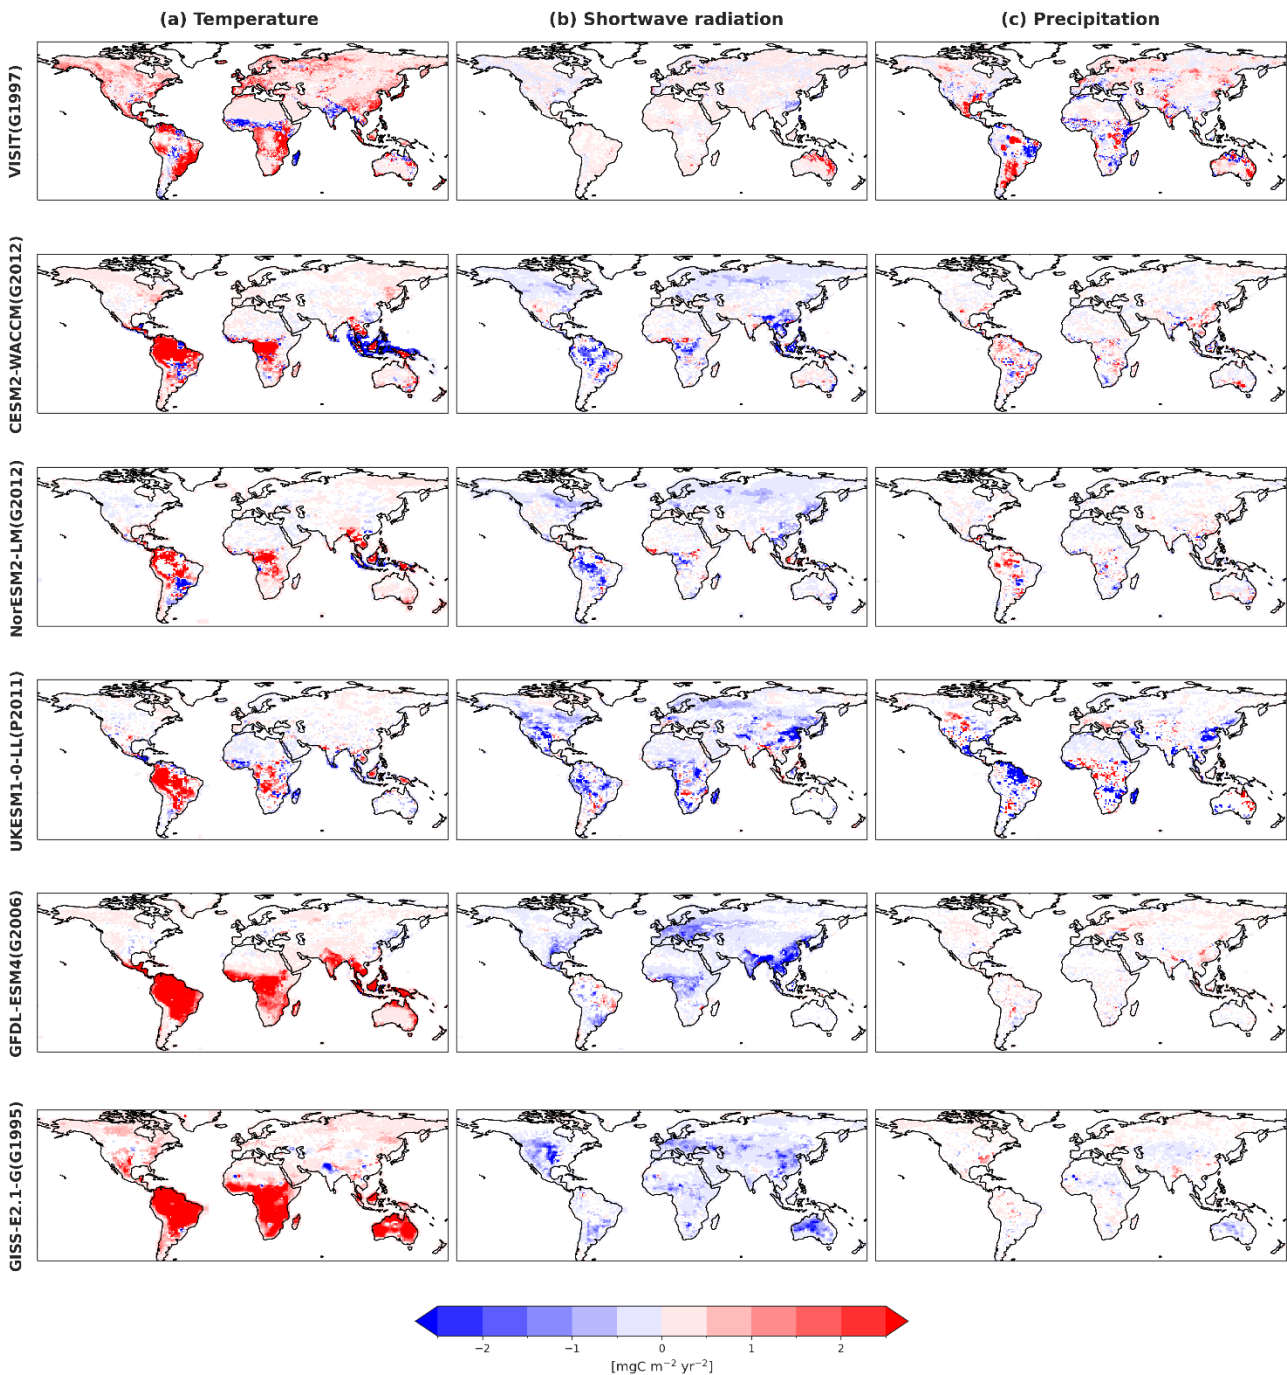 (a) Temperature
(b) Shortwave radiation
(c) Precipitation
VISIT(G1997)
CESM2-WACCM(G2012)
NorESM2-LM(G2012)
UKESM1-0-LL(P2011)
GFDL-ESM4(G2006)
GISS-E2.1-G(G1995)
−2 −1 0 1 2
[mgC m⁻² yr⁻²]